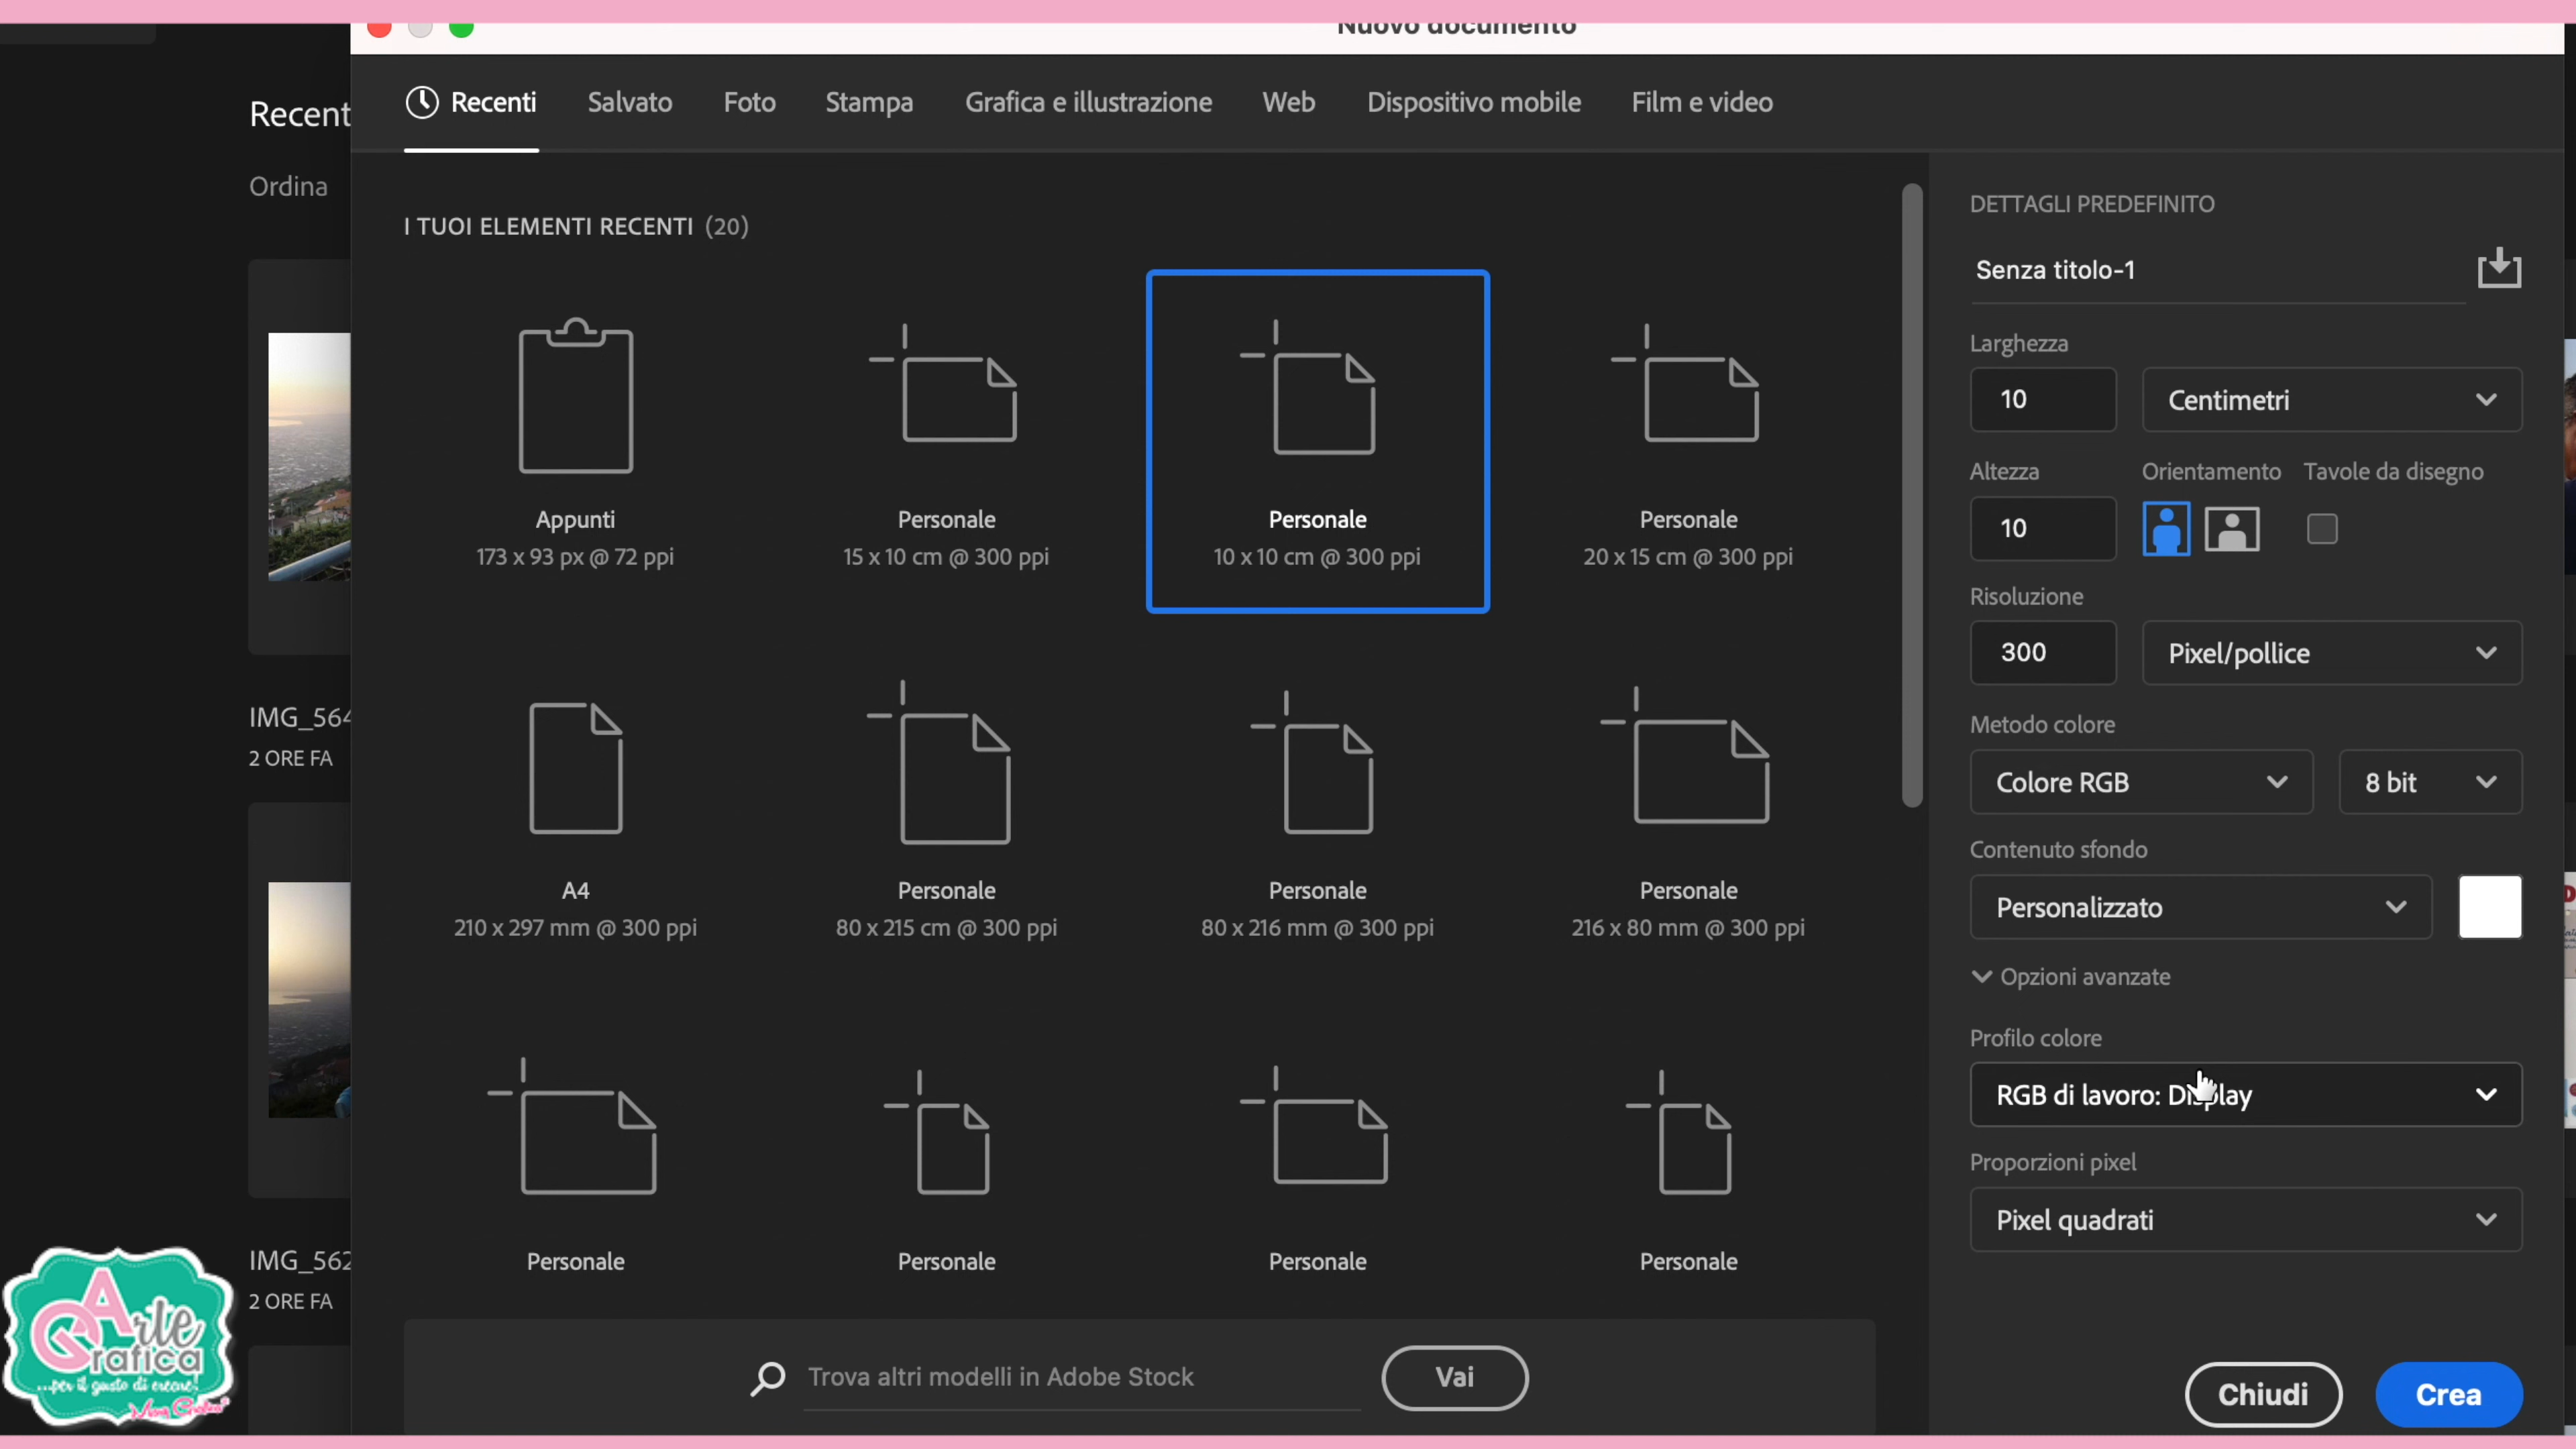 Nuovo documento
Recent
Ordina
IMG_564
2 ORE FA
IMG_562
2 ORE FA
Recenti Salvato Foto Stampa Grafica e illustrazione Web Dispositivo mobile Film e video
I TUOI ELEMENTI RECENTI (20)
Appunti
173 x 93 px @ 72 ppi
Personale
15 x 10 cm @ 300 ppi
Personale
10 x 10 cm @ 300 ppi
Personale
20 x 15 cm @ 300 ppi
A4
210 x 297 mm @ 300 ppi
Personale
80 x 215 cm @ 300 ppi
Personale
80 x 216 mm @ 300 ppi
Personale
216 x 80 mm @ 300 ppi
Personale
Personale
Personale
Personale
Trova altri modelli in Adobe Stock
Vai
DETTAGLI PREDEFINITO
Senza titolo-1
Larghezza
10 Centimetri
Altezza Orientamento Tavole da disegno
10
Risoluzione
300 Pixel/pollice
Metodo colore
Colore RGB 8 bit
Contenuto sfondo
Personalizzato
Opzioni avanzate
Profilo colore
RGB di lavoro: Display
Proporzioni pixel
Pixel quadrati
Chiudi Crea
Arte
Grafica
...per il gusto di creare!